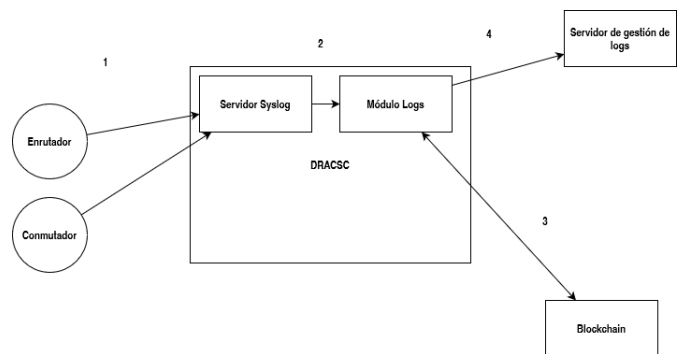 1
2
4
Servidor de gestión de
logs
Servidor Syslog
Módulo Logs
Enrutador
DRACSC
Conmutador
3
Blockchain